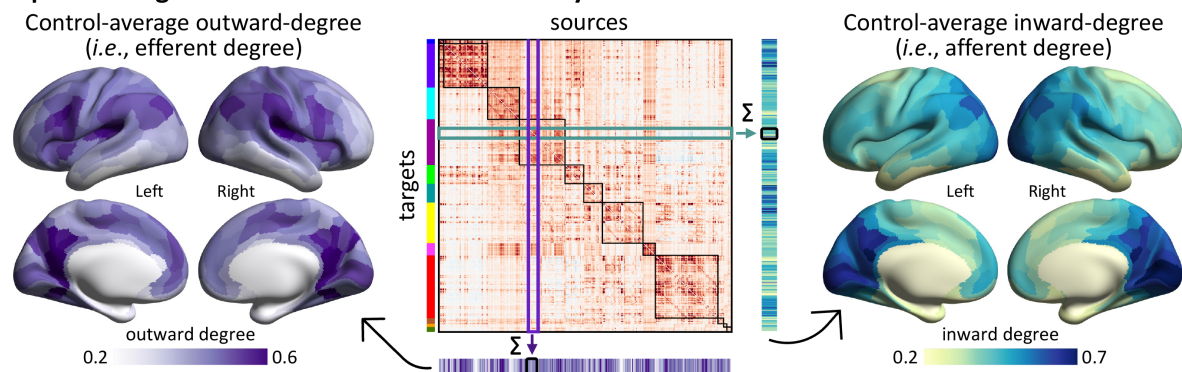 Control-average outward-degree
(i.e., efferent degree)
sources
Control-average inward-degree
(i.e., afferent degree)
Σ
targets
Left
Right
Left
Right
outward degree
0.2
0.6
Σ
inward degree
0.2
0.7